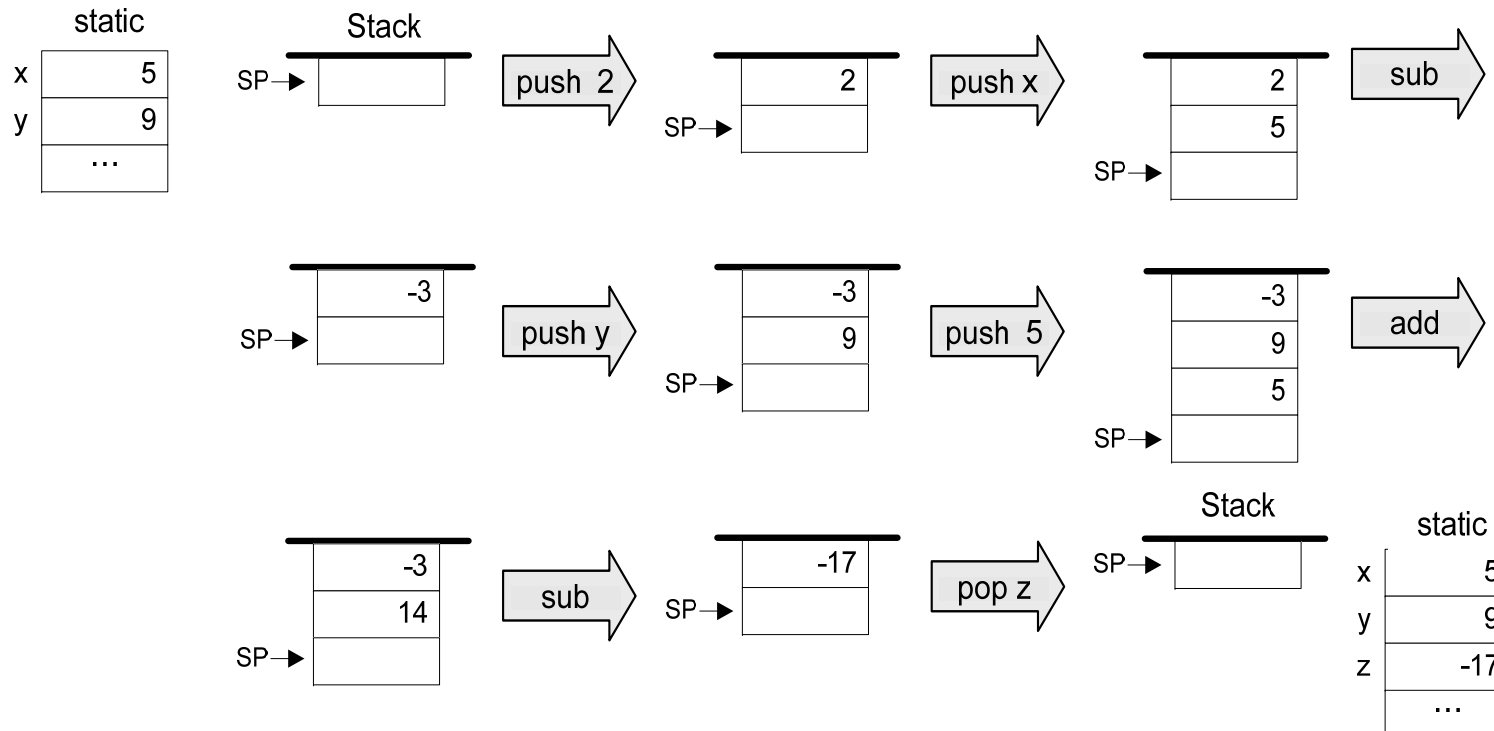 static
Stack
x 5
y 9
...
SP
push 2
2
SP
push x
2
5
SP
sub
-3
SP
push y
-3
9
SP
push 5
-3
9
5
SP
add
-3
14
SP
sub
-17
SP
pop z
Stack
SP
static
x 5
y 9
z -17
...